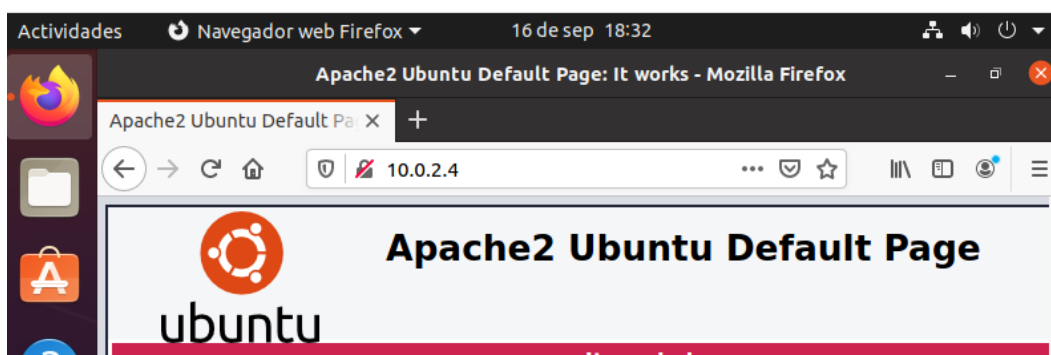 Actividades Navegador web Firefox 16 de sep 18:32
Apache2 Ubuntu Default Page: It works - Mozilla Firefox
Apache2 Ubuntu Default
10.0.2.4
Apache2 Ubuntu Default Page
ubuntu